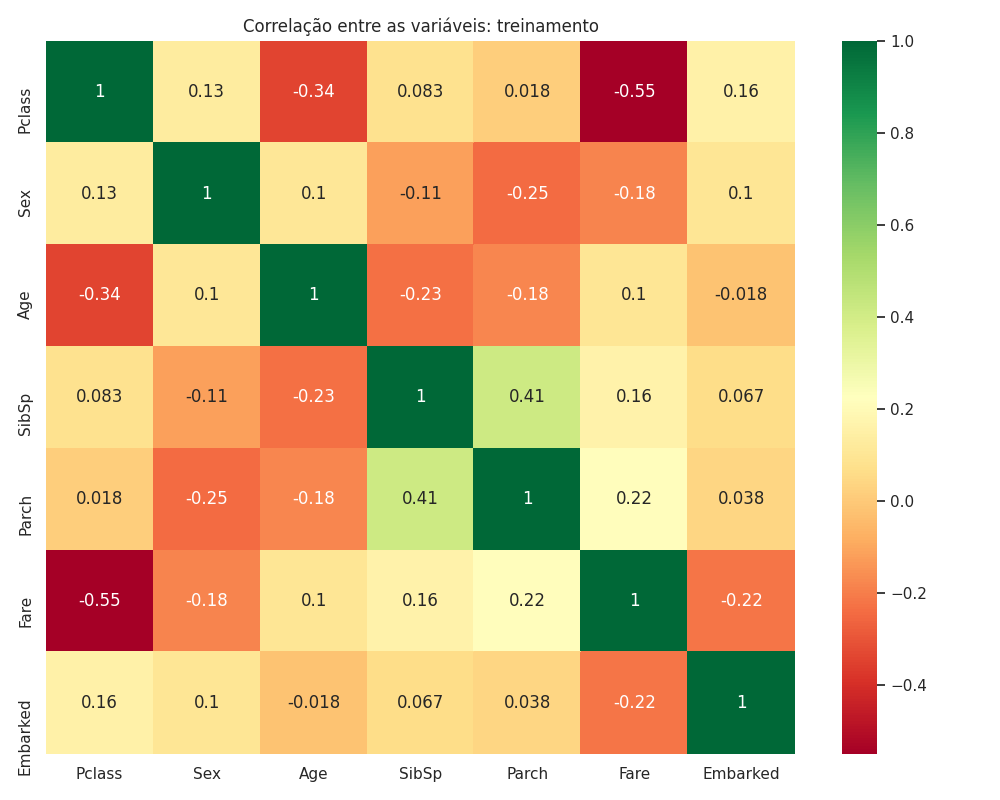 Correlação entre as variáveis: treinamento
Pclass 1 0.13 -0.34 0.083 0.018 -0.55 0.16
Sex 0.13 1 0.1 -0.11 -0.25 -0.18 0.1
Age -0.34 0.1 1 -0.23 -0.18 0.1 -0.018
SibSp 0.083 -0.11 -0.23 1 0.41 0.16 0.067
Parch 0.018 -0.25 -0.18 0.41 1 0.22 0.038
Fare -0.55 -0.18 0.1 0.16 0.22 1 -0.22
Embarked 0.16 0.1 -0.018 0.067 0.038 -0.22 1
Pclass Sex Age SibSp Parch Fare Embarked
1.0
0.8
0.6
0.4
0.2
0.0
−0.2
−0.4